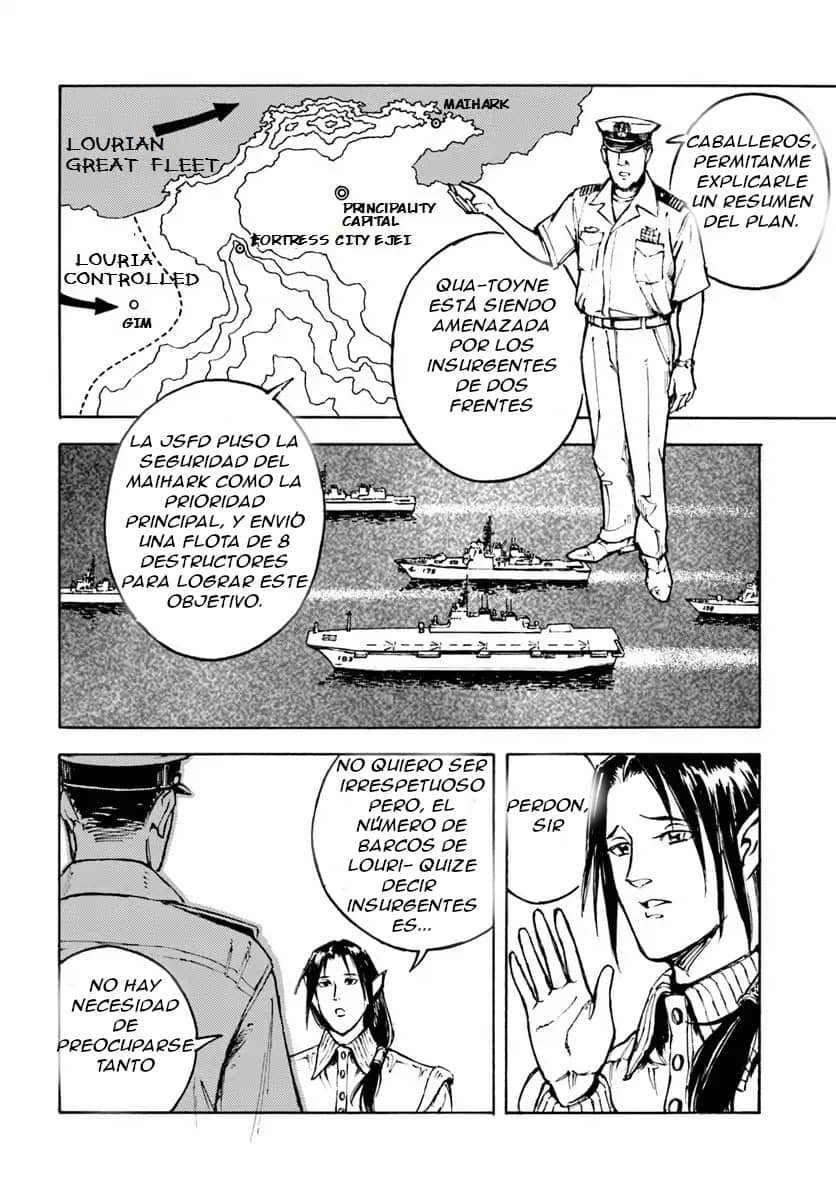 MAIHARK
LOURIAN
GREAT FLEET
PRINCIPALITY
CAPITAL
FORTRESS CITY EJEI
LOURIA
CONTROLLED
GIM
CABALLEROS,
PERMITANME
EXPLICARLE
UN RESUMEN
DEL PLAN.
QUA-TOYNE
ESTÁ SIENDO
AMENAZADA
POR LOS
INSURGENTES
DE DOS
FRENTES
LA JSFD PUSO LA
SEGURIDAD DEL
MAIHARK COMO LA
PRIORIDAD
PRINCIPAL, Y ENVIÓ
UNA FLOTA DE 8
DESTRUCTORES
PARA LOGRAR ESTE
OBJETIVO.
178
183
PERDON,
SIR
NO QUIERO SER
IRRESPETUOSO
PERO, EL
NÚMERO DE
BARCOS DE
LOURI- QUIZE
DECIR
INSURGENTES
ES...
NO HAY
NECESIDAD
DE
PREOCUPARSE
TANTO